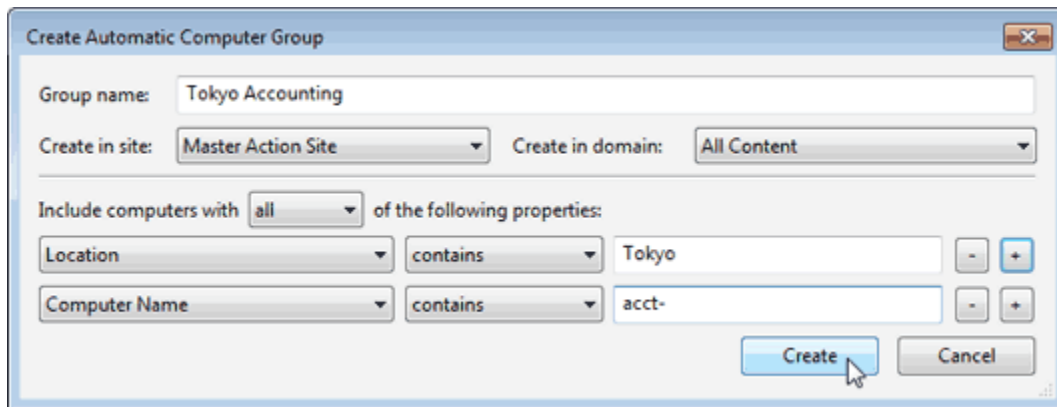 Create Automatic Computer Group
Group name: Tokyo Accounting
Create in site: Master Action Site Create in domain: All Content
Include computers with all of the following properties:
Location contains Tokyo - +
Computer Name contains acct- - +
Create Cancel